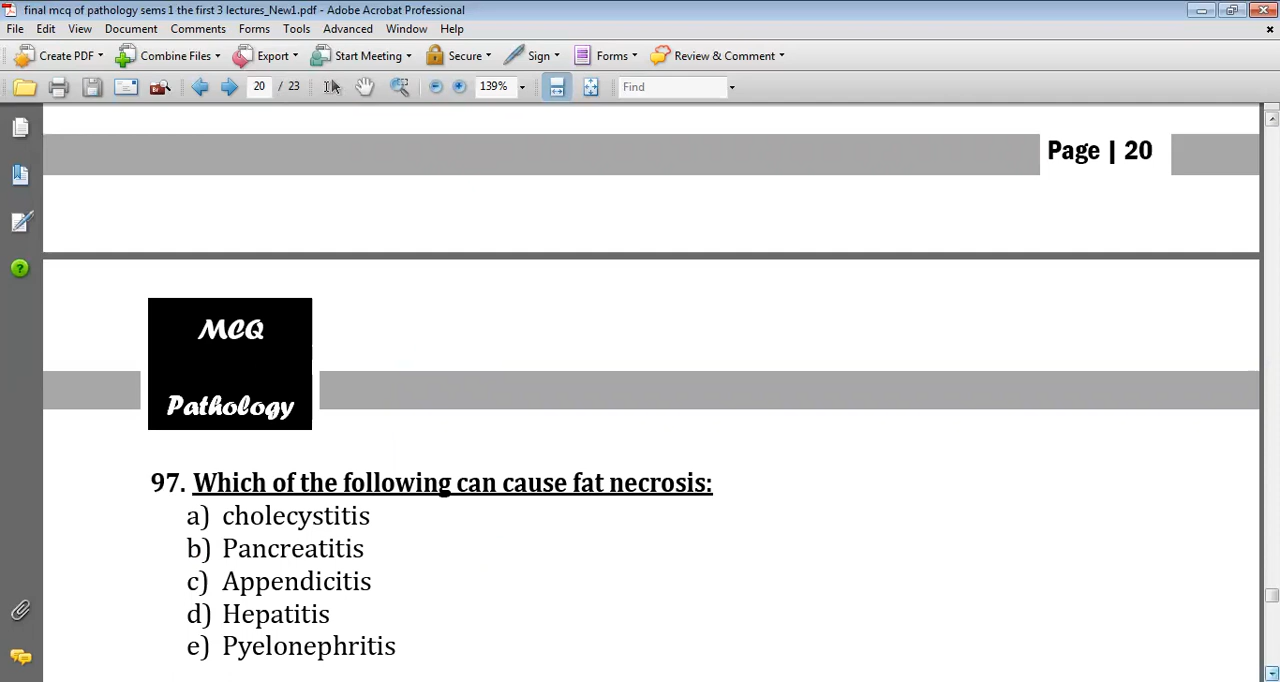 final mcq of pathology sems 1 the first 3 lectures_New1.pdf - Adobe Acrobat Professional
File Edit View Document Comments Forms Tools Advanced Window Help
Create PDF Combine Files Export Start Meeting Secure Sign Forms Review & Comment
20 / 23 139% Find
Page | 20
MCQ
Pathology
97. Which of the following can cause fat necrosis:
a) cholecystitis
b) Pancreatitis
c) Appendicitis
d) Hepatitis
e) Pyelonephritis